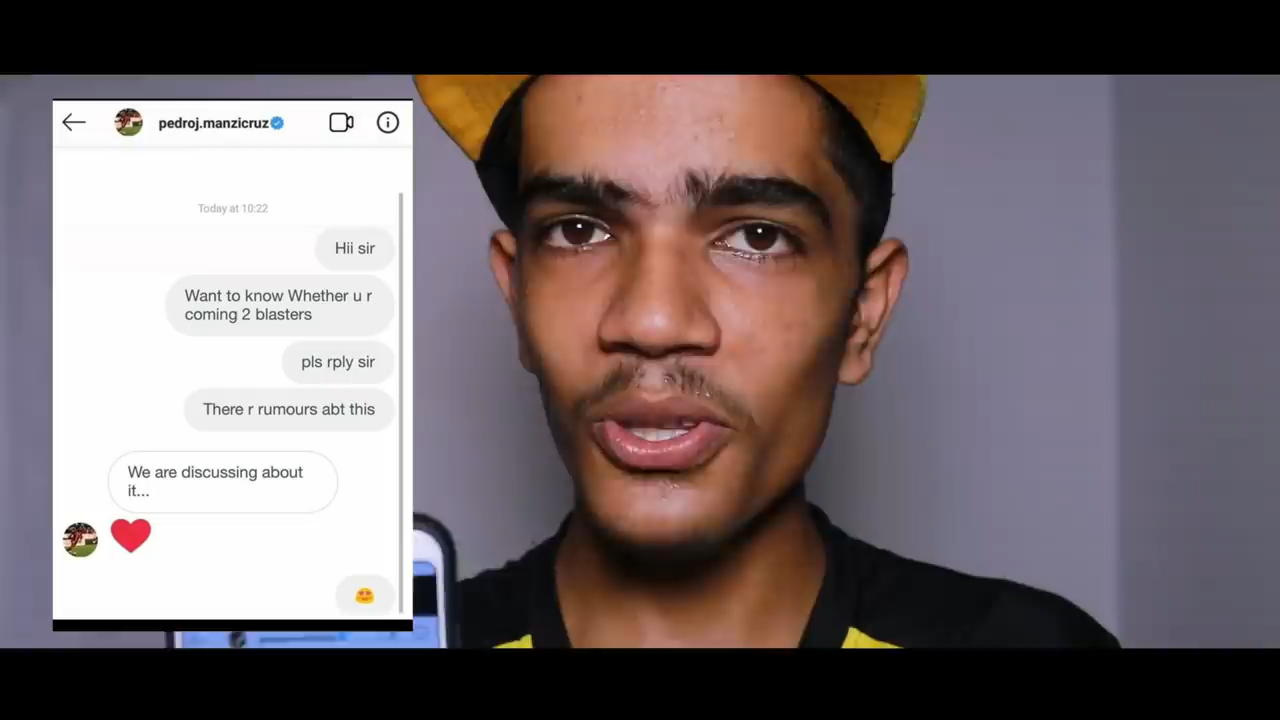 pedroj.manzicruz
Today at 10:22
Hii sir
Want to know Whether u r
coming 2 blasters
pls rply sir
There r rumours abt this
We are discussing about
it...